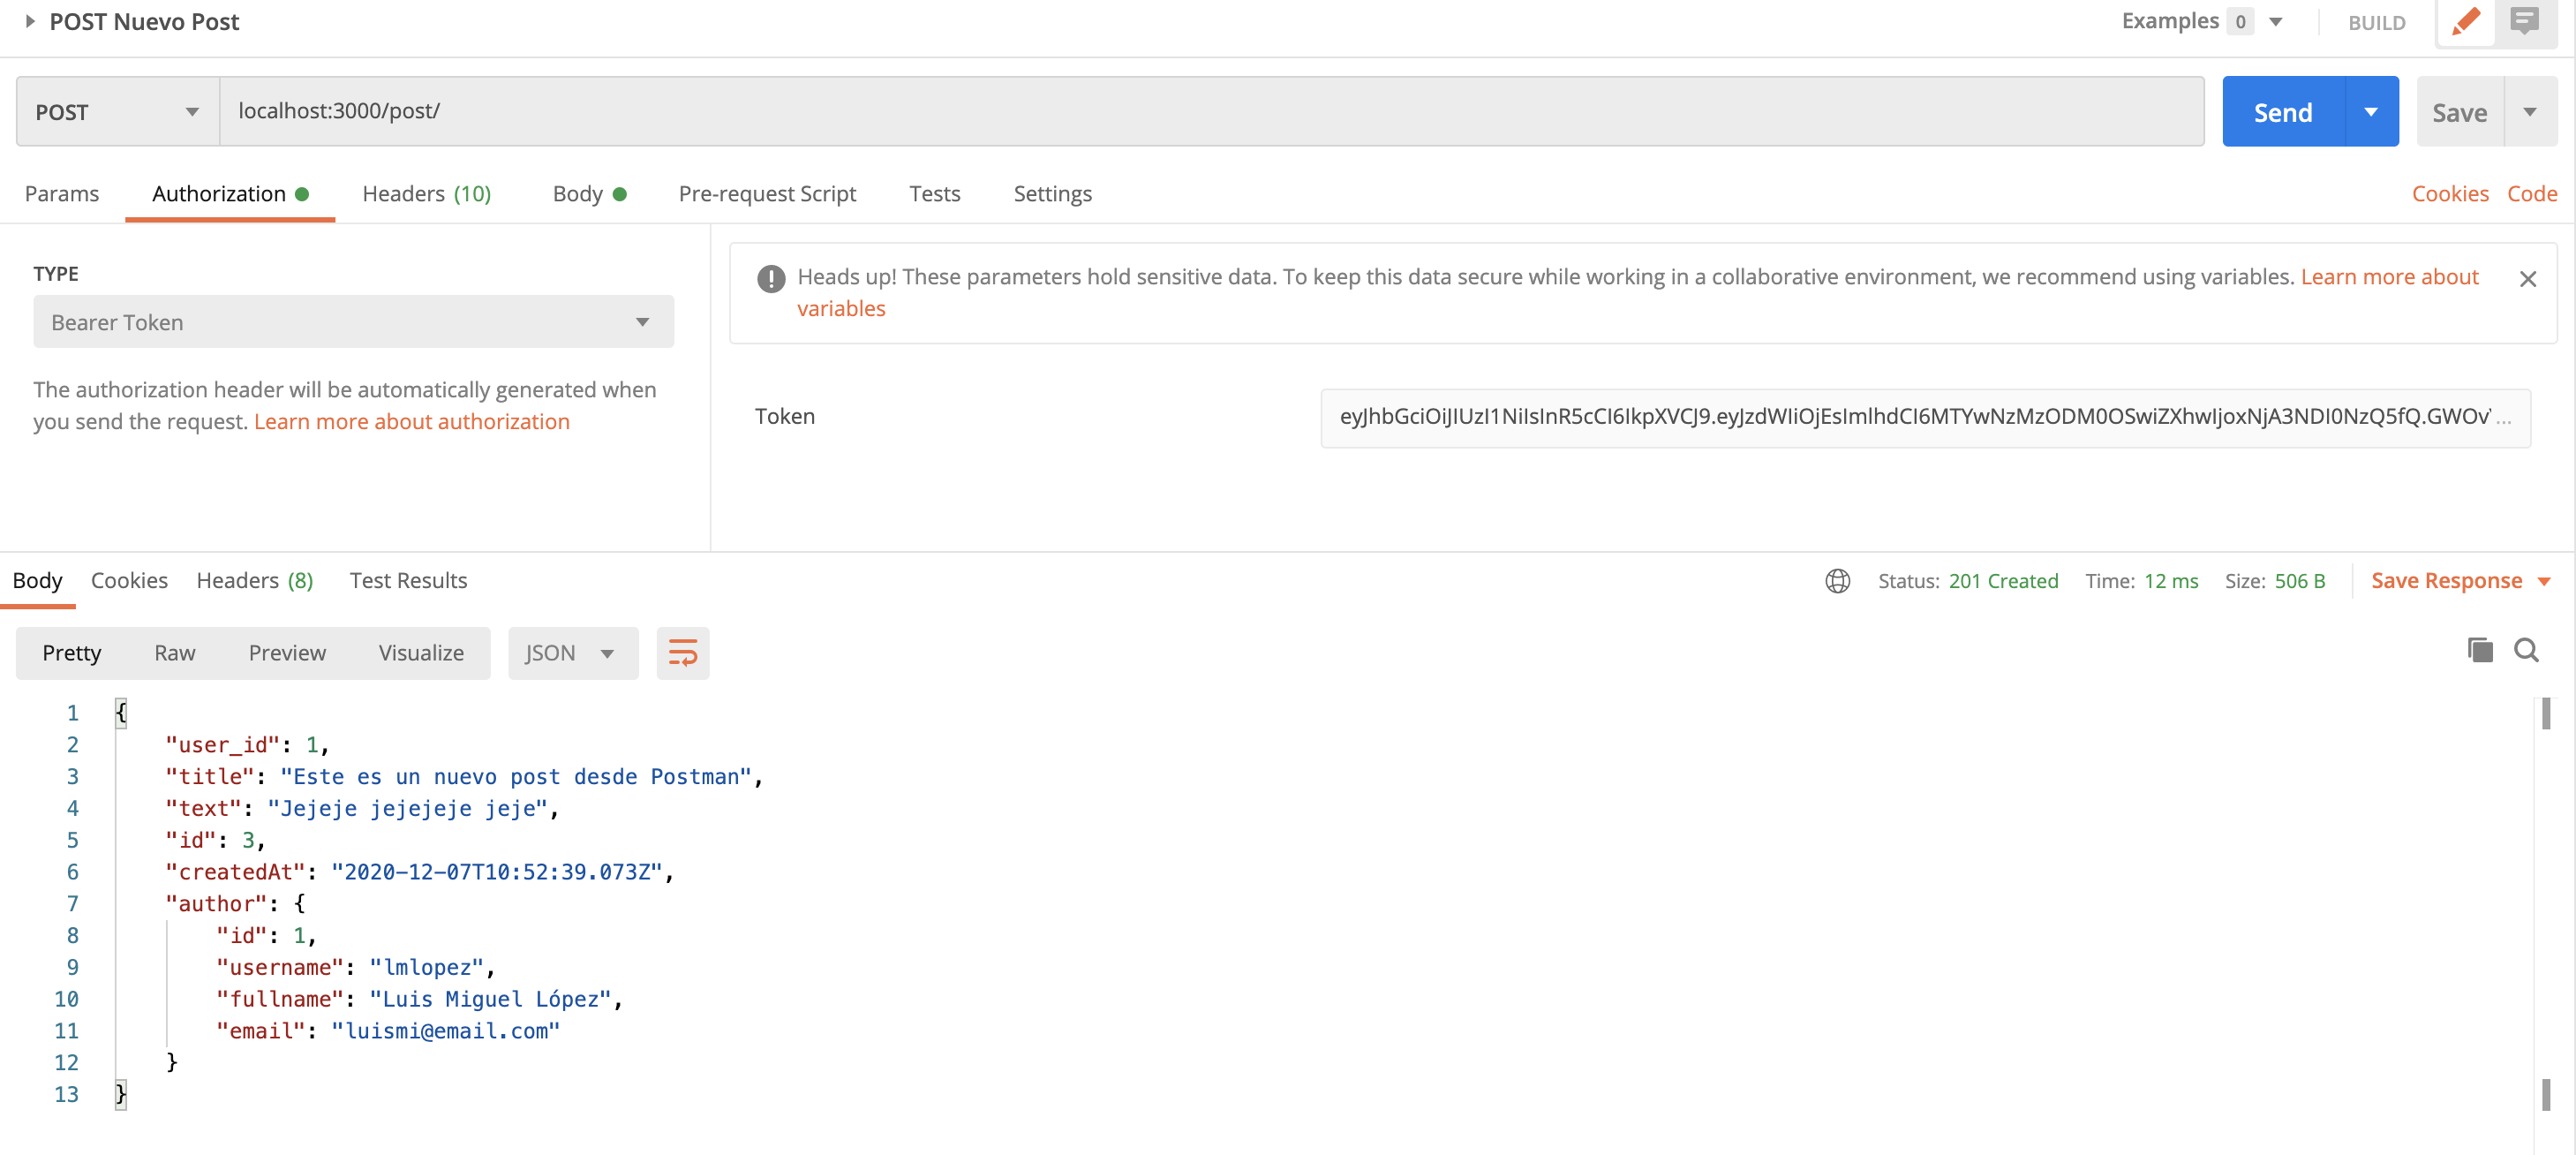 POST Nuevo Post
Examples 0 BUILD
POST localhost:3000/post/ Send Save
Params Authorization Headers (10) Body Pre-request Script Tests Settings Cookies Code
TYPE
Bearer Token
The authorization header will be automatically generated when
you send the request. Learn more about authorization
Heads up! These parameters hold sensitive data. To keep this data secure while working in a collaborative environment, we recommend using variables. Learn more about
variables
Token eyJhbGciOiJIUzI1NiIsInR5cCI6IkpXVCJ9.eyJzdWIiOjEsImlhdCI6MTYwNzMzODM0OSwiZXhwIjoxNjA3NDI0NzQ5fQ.GWOv ...
Body Cookies Headers (8) Test Results Status: 201 Created Time: 12 ms Size: 506 B Save Response
Pretty Raw Preview Visualize JSON
1 {
2 "user_id": 1,
3 "title": "Este es un nuevo post desde Postman",
4 "text": "Jejeje jejejeje jeje",
5 "id": 3,
6 "createdAt": "2020-12-07T10:52:39.073Z",
7 "author": {
8 "id": 1,
9 "username": "lmlopez",
10 "fullname": "Luis Miguel López",
11 "email": "luismi@email.com"
12 }
13 }